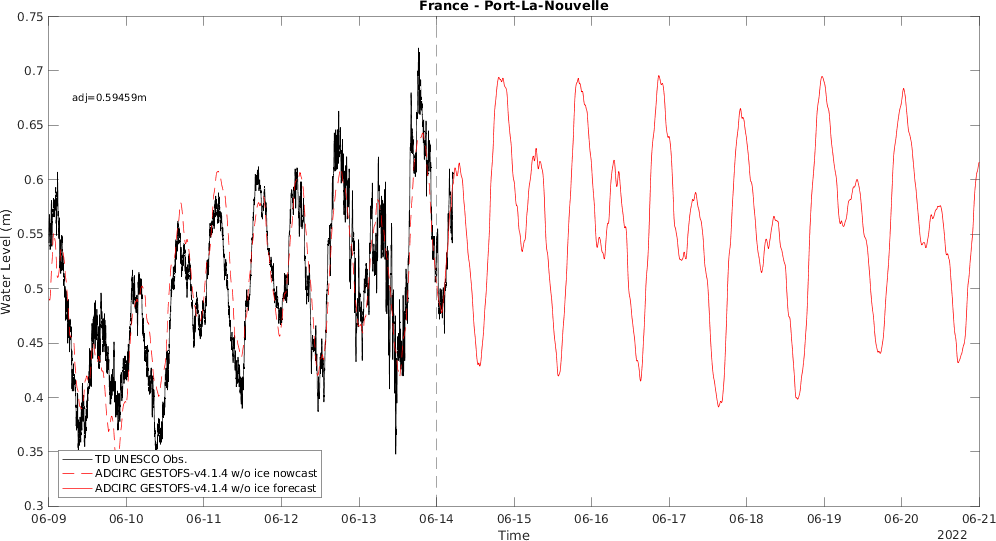 France - Port-La-Nouvelle
0.75
0.7
0.65
0.6
0.55
0.5
0.45
0.4
0.35
0.3
Water Level (m)
adj=0.59459m
TD UNESCO Obs.
ADCIRC GESTOFS-v4.1.4 w/o ice nowcast
ADCIRC GESTOFS-v4.1.4 w/o ice forecast
06-09 06-10 06-11 06-12 06-13 06-14 06-15 06-16 06-17 06-18 06-19 06-20 06-21
Time
2022